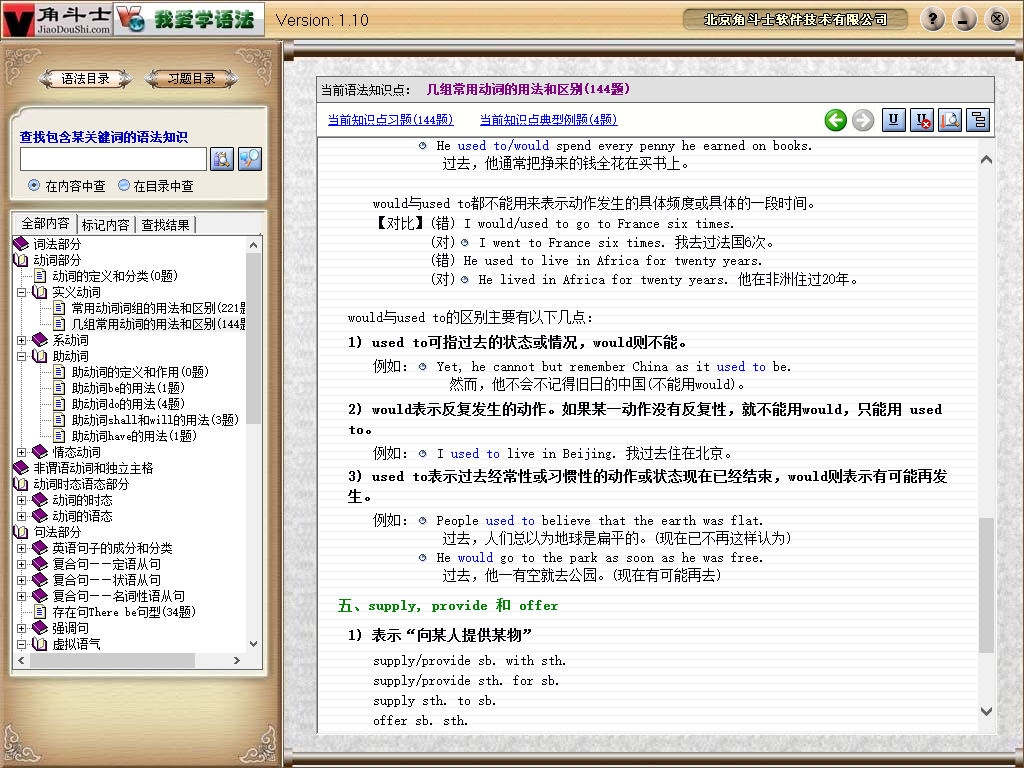 角斗士
JiaoDouShi.com
我爱学语法
Version: 1.10
北京角斗士软件技术有限公司
语法目录
习题目录
查找包含某关键词的语法知识
在内容中查
在目录中查
全部内容
标记内容
查找结果
词法部分
动词部分
动词的定义和分类(0题)
实义动词
常用动词词组的用法和区别(221题
几组常用动词的用法和区别(144题
系动词
助动词
助动词的定义和作用(0题)
助动词be的用法(1题)
助动词do的用法(4题)
助动词shall和will的用法(3题)
助动词have的用法(1题)
情态动词
非谓语动词和独立主格
动词时态语态部分
动词的时态
动词的语态
句法部分
英语句子的成分和分类
复合句——定语从句
复合句——状语从句
复合句——名词性语从句
存在句There be句型(34题)
强调句
虚拟语气
当前语法知识点： 几组常用动词的用法和区别(144题)
当前知识点习题(144题)
当前知识点典型例题(4题)
He used to/would spend every penny he earned on books.
过去，他通常把挣来的钱全花在买书上。
would与used to都不能用来表示动作发生的具体频度或具体的一段时间。
【对比】(错) I would/used to go to France six times.
(对) I went to France six times. 我去过法国6次。
(错) He used to live in Africa for twenty years.
(对) He lived in Africa for twenty years. 他在非洲住过20年。
would与used to的区别主要有以下几点：
1) used to可指过去的状态或情况，would则不能。
例如： Yet, he cannot but remember China as it used to be.
然而，他不会不记得旧日的中国(不能用would)。
2) would表示反复发生的动作。如果某一动作没有反复性，就不能用would，只能用 used
to。
例如： I used to live in Beijing. 我过去住在北京。
3) used to表示过去经常性或习惯性的动作或状态现在已经结束，would则表示有可能再发
生。
例如： People used to believe that the earth was flat.
过去，人们总以为地球是扁平的。(现在已不再这样认为)
He would go to the park as soon as he was free.
过去，他一有空就去公园。(现在有可能再去)
五、supply, provide 和 offer
1) 表示“向某人提供某物”
supply/provide sb. with sth.
supply/provide sth. for sb.
supply sth. to sb.
offer sb. sth.